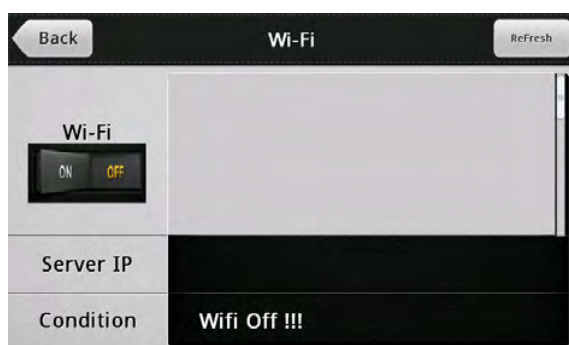 Back
Wi-Fi
ReFresh
Wi-Fi
ON OFF
Server IP
Condition
Wifi Off !!!